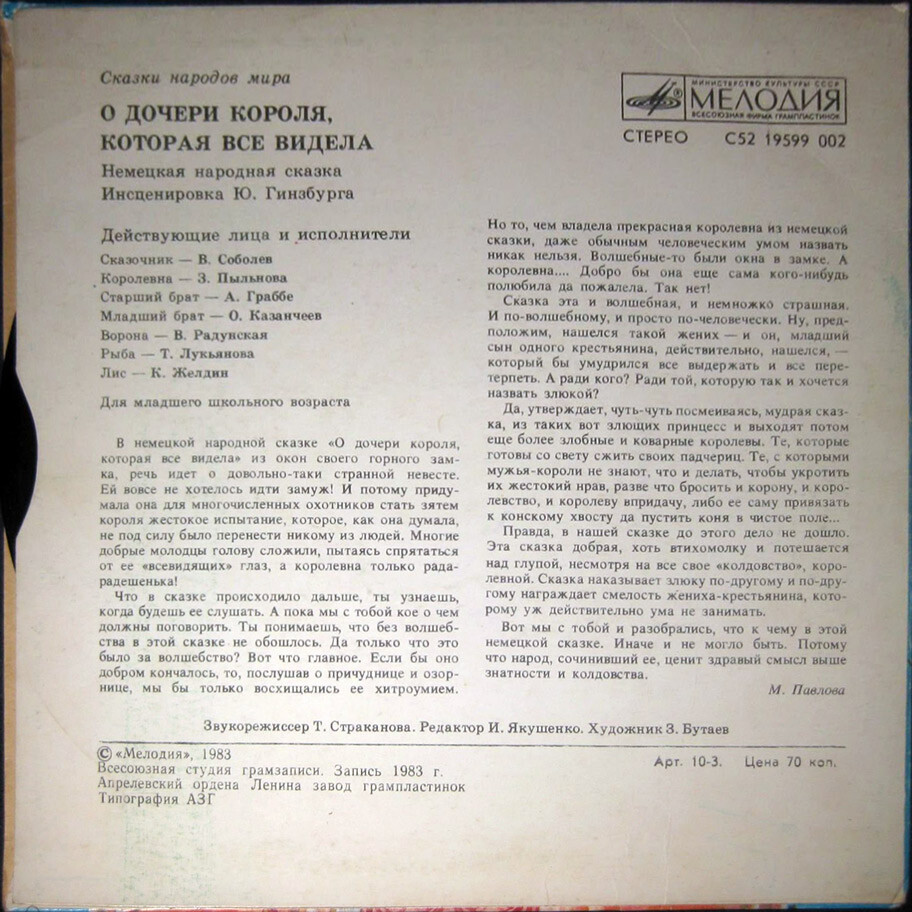 Сказки народов мира
О ДОЧЕРИ КОРОЛЯ,
КОТОРАЯ ВСЕ ВИДЕЛА
Немецкая народная сказка
Инсценировка Ю. Гинзбурга
МИНИСТЕРСТВО КУЛЬТУРЫ СССР
МЕЛОДИЯ
ВСЕСОЮЗНАЯ ФИРМА ГРАМПЛАСТИНОК
СТЕРЕО С52 19599 002
Действующие лица и исполнители
Сказочник — В. Соболев
Королевна — З. Пыльнова
Старший брат — А. Граббе
Младший брат — О. Казанчеев
Ворона — В. Радунская
Рыба — Т. Лукьянова
Лис — К. Желдин
Для младшего школьного возраста
В немецкой народной сказке «О дочери короля,
которая все видела» из окон своего горного зам-
ка, речь идет о довольно-таки странной невесте.
Ей вовсе не хотелось идти замуж! И потому приду-
мала она для многочисленных охотников стать зятем
короля жестокое испытание, которое, как она думала,
не под силу было перенести никому из людей. Многие
добрые молодцы голову сложили, пытаясь спрятаться
от ее «всевидящих» глаз, а королевна только рада-
радешенька!
Что в сказке происходило дальше, ты узнаешь,
когда будешь ее слушать. А пока мы с тобой кое о чем
должны поговорить. Ты понимаешь, что без волшеб-
ства в этой сказке не обошлось. Да только что это
было за волшебство? Вот что главное. Если бы оно
добром кончалось, то, послушав о причуднице и озор-
нице, мы бы только восхищались ее хитроумием.
Но то, чем владела прекрасная королевна из немецкой
сказки, даже обычным человеческим умом назвать
никак нельзя. Волшебные-то были окна в замке. А
королевна.... Добро бы она еще сама кого-нибудь
полюбила да пожалела. Так нет!
Сказка эта и волшебная, и немножко страшная.
И по-волшебному, и просто по-человечески. Ну, пред-
положим, нашелся такой жених — и он, младший
сын одного крестьянина, действительно, нашелся, —
который бы умудрился все выдержать и все пере-
терпеть. А ради кого? Ради той, которую так и хочется
назвать злюкой?
Да, утверждает, чуть-чуть посмеиваясь, мудрая сказ-
ка, из таких вот злющих принцесс и выходят потом
еще более злобные и коварные королевы. Те, которые
готовы со свету сжить своих падчериц. Те, с которыми
мужья-короли не знают, что и делать, чтобы укротить
их жестокий нрав, разве что бросить и корону, и коро-
левство, и королеву впридачу, либо ее саму привязать
к конскому хвосту да пустить коня в чистое поле...
Правда, в нашей сказке до этого дело не дошло.
Эта сказка добрая, хоть втихомолку и потешается
над глупой, несмотря на все свое «колдовство», коро-
левной. Сказка наказывает злюку по-другому и по-дру-
гому награждает смелость жениха-крестьянина, кото-
рому уж действительно ума не занимать.
Вот мы с тобой и разобрались, что к чему в этой
немецкой сказке. Иначе и не могло быть. Потому
что народ, сочинивший ее, ценит здравый смысл выше
знатности и колдовства.
М. Павлова
Звукорежиссер Т. Страканова. Редактор И. Якушенко. Художник З. Бутаев
© «Мелодия», 1983
Всесоюзная студия грамзаписи. Запись 1983 г.
Апрелевский ордена Ленина завод грампластинок
Типография АЗГ
Арт. 10-3. Цена 70 коп.